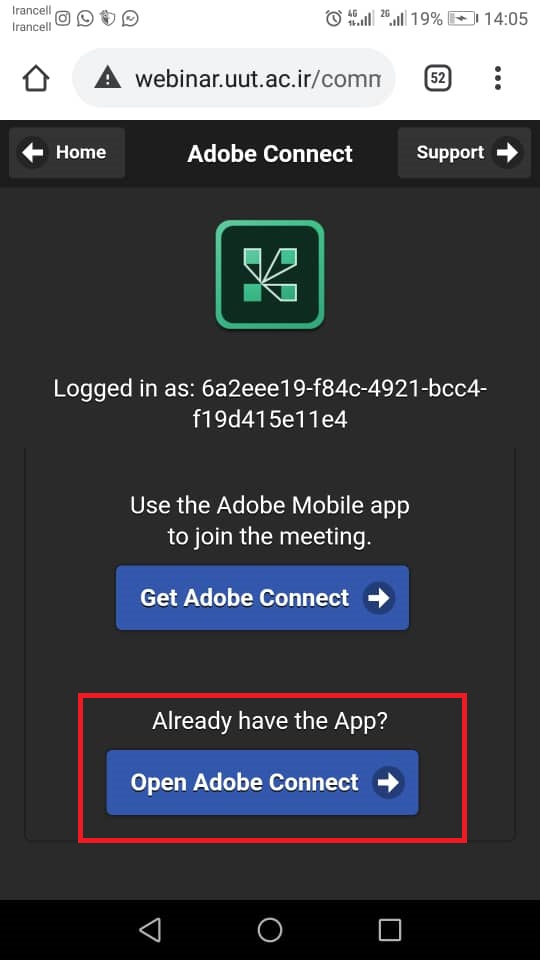 Irancell
Irancell
4G 2G 19% 14:05
webinar.uut.ac.ir/comm
52
Home
Adobe Connect
Support
Logged in as: 6a2eee19-f84c-4921-bcc4-
f19d415e11e4
Use the Adobe Mobile app
to join the meeting.
Get Adobe Connect
Already have the App?
Open Adobe Connect